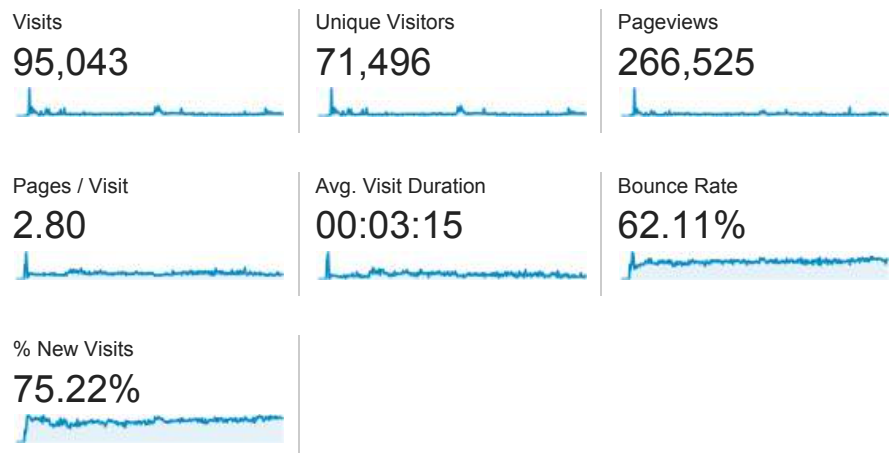 Visits
95,043
Unique Visitors
71,496
Pageviews
266,525
Pages / Visit
2.80
Avg. Visit Duration
00:03:15
Bounce Rate
62.11%
% New Visits
75.22%